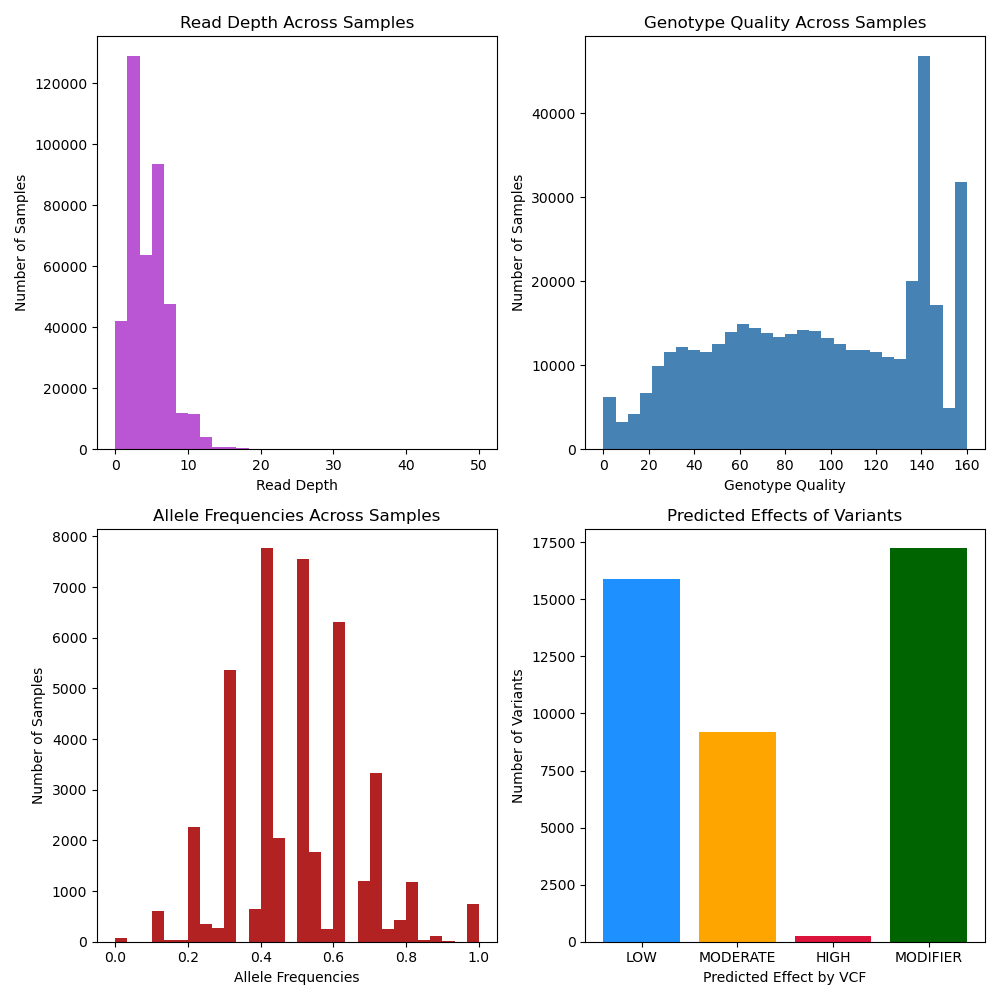 Read Depth Across Samples
Number of Samples
120000
100000
80000
60000
40000
20000
0
0 10 20 30 40 50
Read Depth
Genotype Quality Across Samples
Number of Samples
40000
30000
20000
10000
0
0 20 40 60 80 100 120 140 160
Genotype Quality
Allele Frequencies Across Samples
Number of Samples
8000
7000
6000
5000
4000
3000
2000
1000
0
0.0 0.2 0.4 0.6 0.8 1.0
Allele Frequencies
Predicted Effects of Variants
Number of Variants
17500
15000
12500
10000
7500
5000
2500
0
LOW MODERATE HIGH MODIFIER
Predicted Effect by VCF